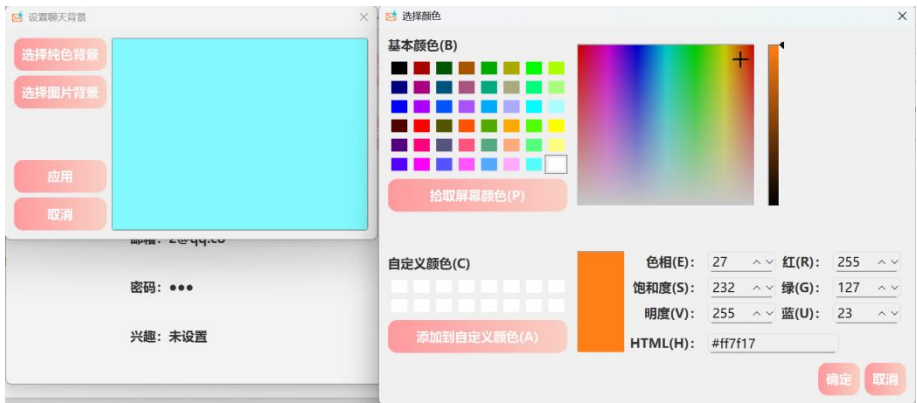 设置聊天背景
选择纯色背景
选择图片背景
应用
取消
密码: ●●●
兴趣: 未设置
选择颜色
基本颜色(B)
拾取屏幕颜色(P)
自定义颜色(C)
添加到自定义颜色(A)
色相(E): 27 红(R): 255
饱和度(S): 232 绿(G): 127
明度(V): 255 蓝(U): 23
HTML(H): #ff7f17
确定 取消